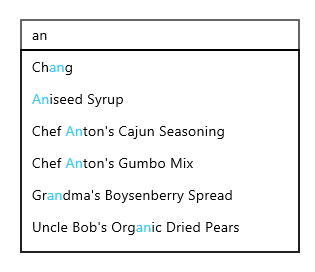 an
Chang
Aniseed Syrup
Chef Anton's Cajun Seasoning
Chef Anton's Gumbo Mix
Grandma's Boysenberry Spread
Uncle Bob's Organic Dried Pears